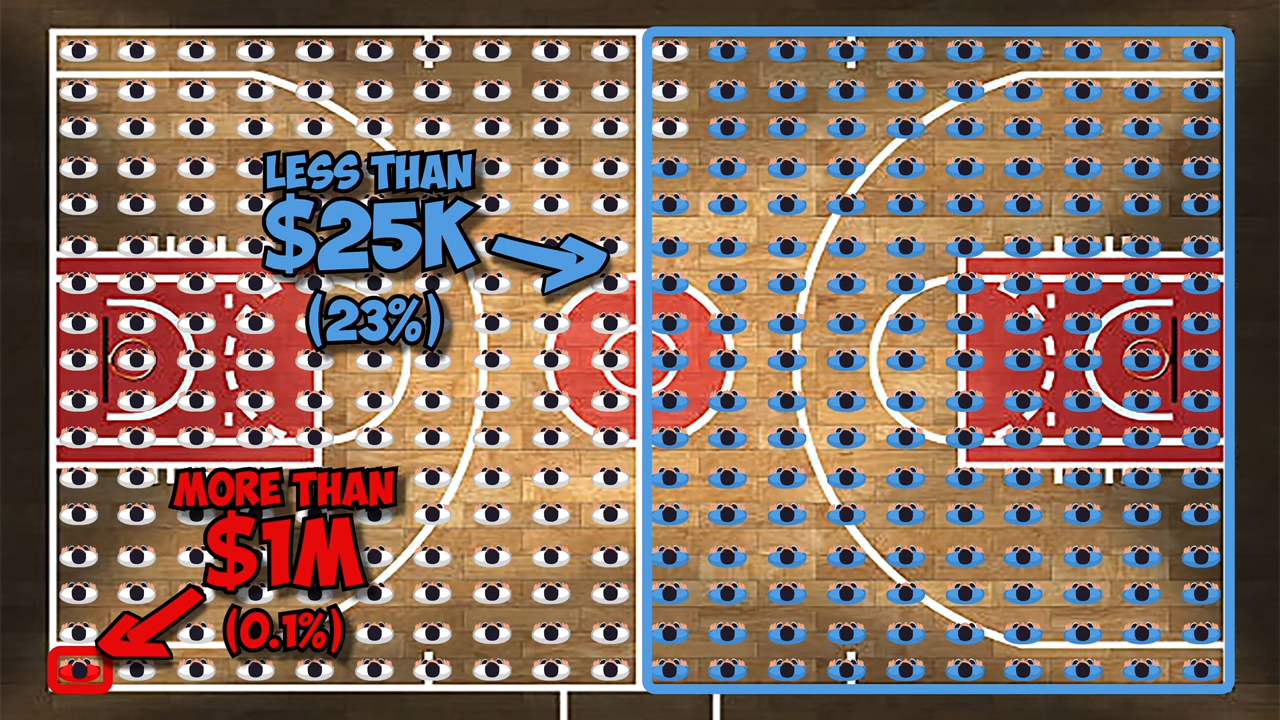 LESS THAN
$25K
(23%)
MORE THAN
$1M
(0.1%)